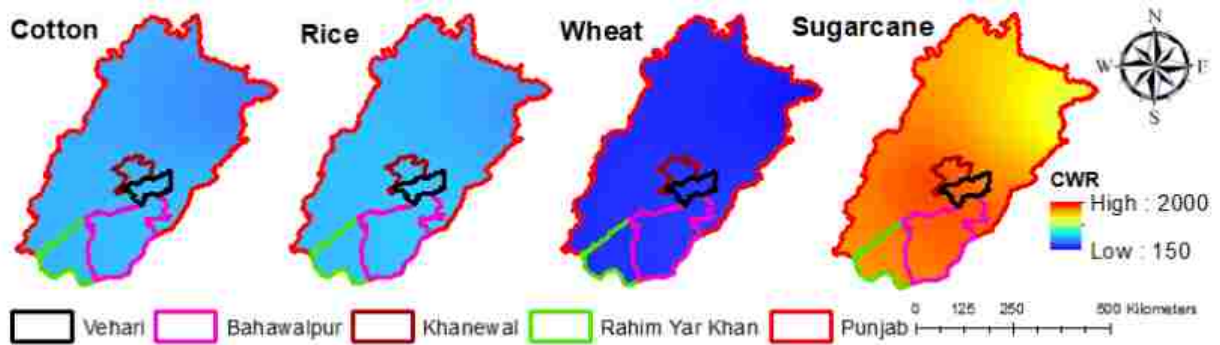 Cotton Rice Wheat Sugarcane
N
W E
S
CWR
High : 2000
Low : 150
0 125 250 500 Kilometers
Vehari Bahawalpur Khanewal Rahim Yar Khan Punjab